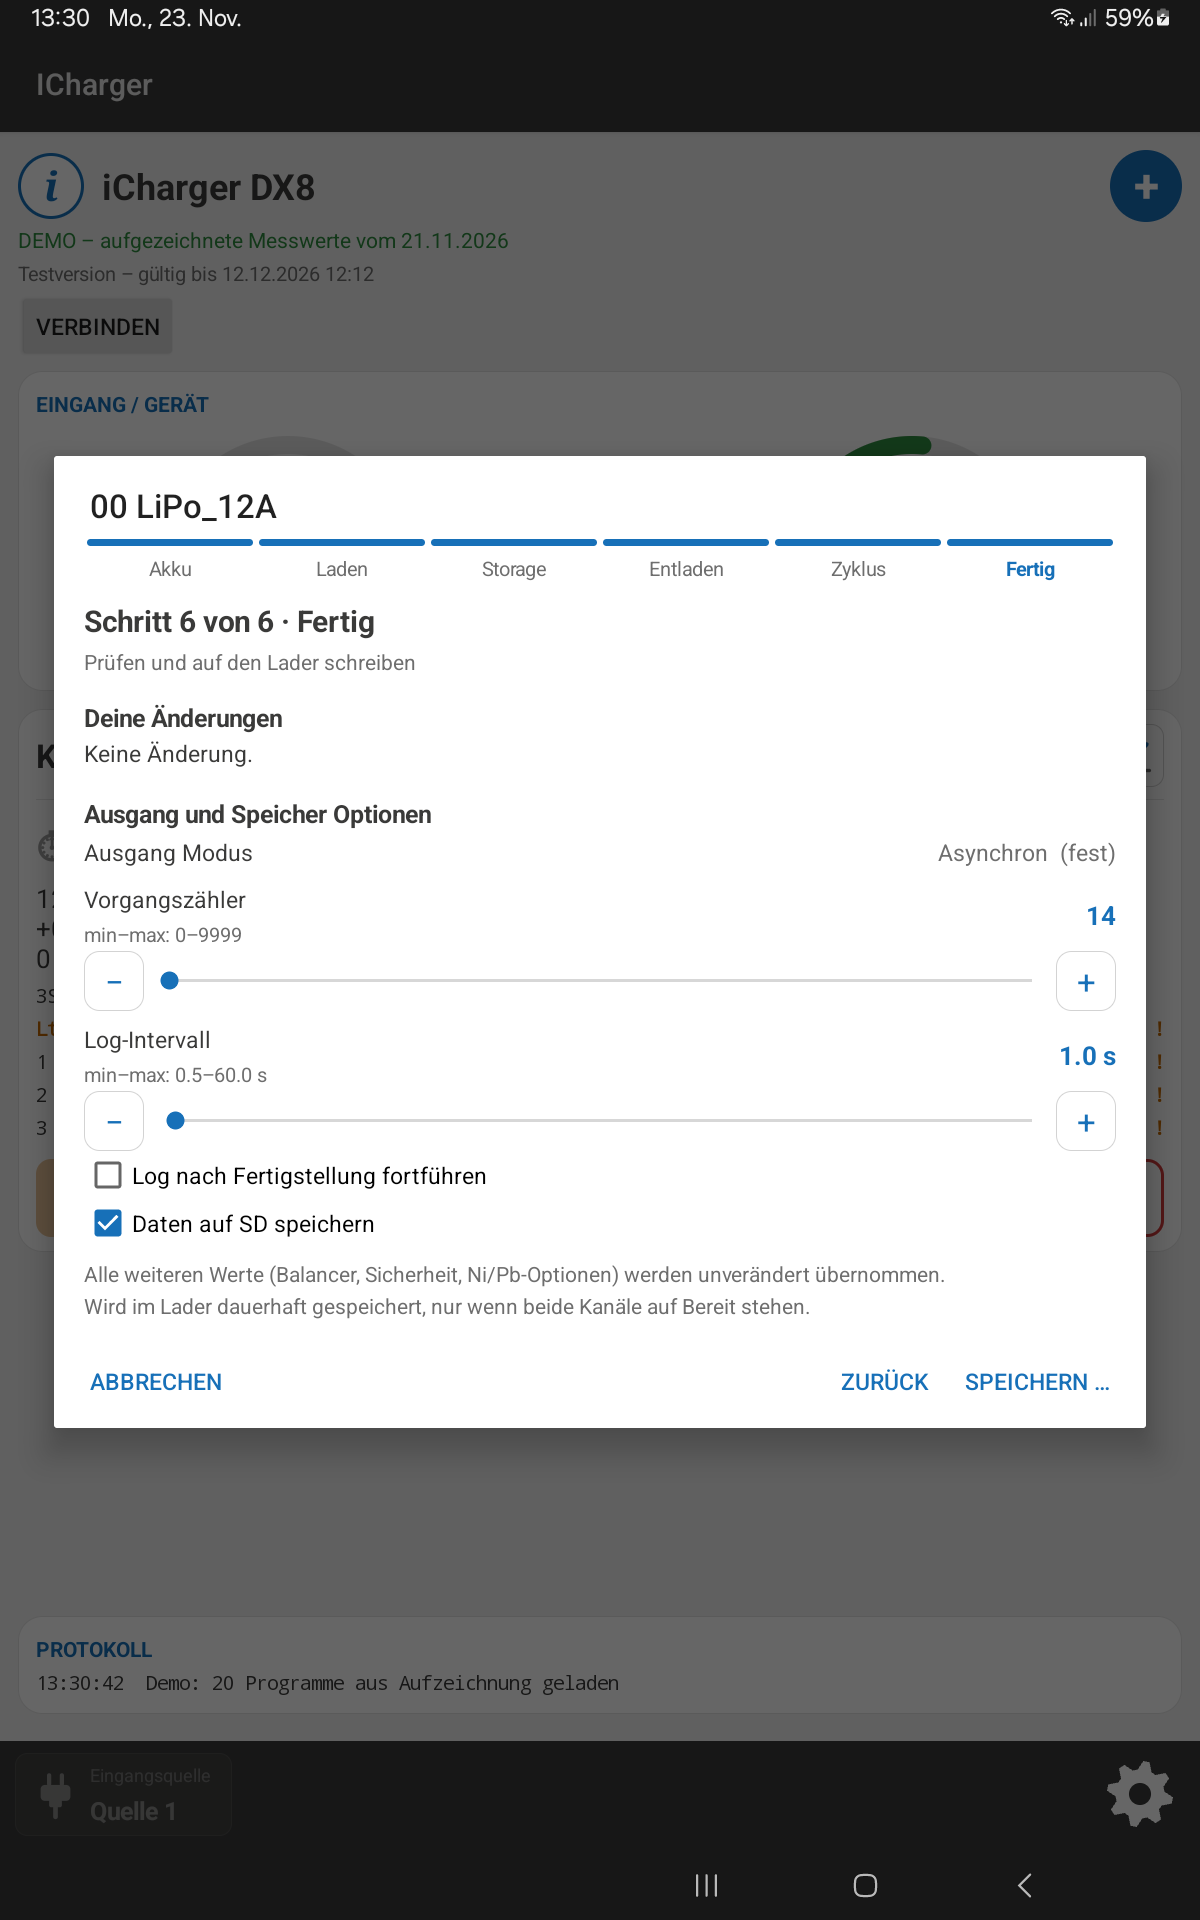 13:30 Mo., 23. Nov.
59%
ICharger
i iCharger DX8
+
DEMO – aufgezeichnete Messwerte vom 21.11.2026
Testversion – gültig bis 12.12.2026 12:12
VERBINDEN
EINGANG / GERÄT
00 LiPo_12A
Akku Laden Storage Entladen Zyklus Fertig
Schritt 6 von 6 · Fertig
Prüfen und auf den Lader schreiben
Deine Änderungen
Keine Änderung.
Ausgang und Speicher Optionen
Ausgang Modus Asynchron (fest)
Vorgangszähler
14
min–max: 0–9999
− +
Log-Intervall
1.0 s
min–max: 0.5–60.0 s
− +
Log nach Fertigstellung fortführen
Daten auf SD speichern
Alle weiteren Werte (Balancer, Sicherheit, Ni/Pb-Optionen) werden unverändert übernommen.
Wird im Lader dauerhaft gespeichert, nur wenn beide Kanäle auf Bereit stehen.
ABBRECHEN ZURÜCK SPEICHERN ...
1 !
2 !
3 !
PROTOKOLL
13:30:42 Demo: 20 Programme aus Aufzeichnung geladen
Eingangsquelle
Quelle 1